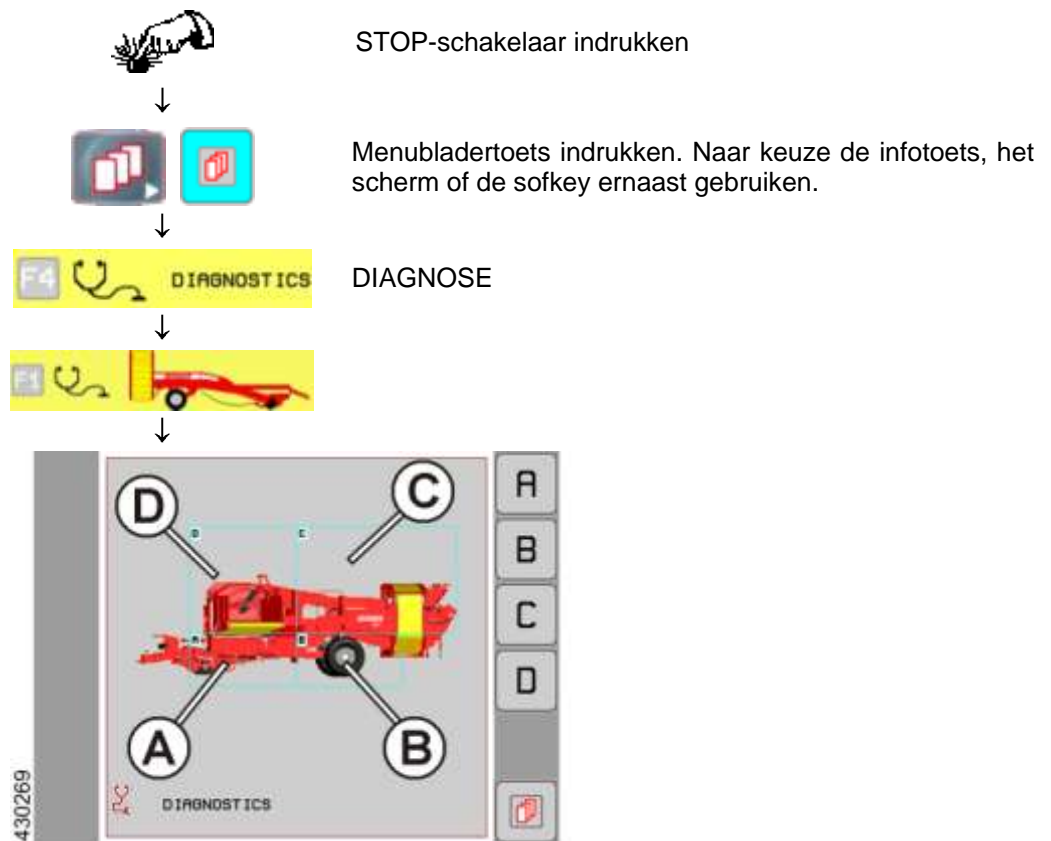 STOP-schakelaar indrukken
Menubladertoets indrukken. Naar keuze de infotoets, het
scherm of de sofkey ernaast gebruiken.
F4 DIAGNOSTICS
DIAGNOSE
F1
D
C
A
B
D
C
A
B
DIAGNOSTICS
A
B
C
D
430269